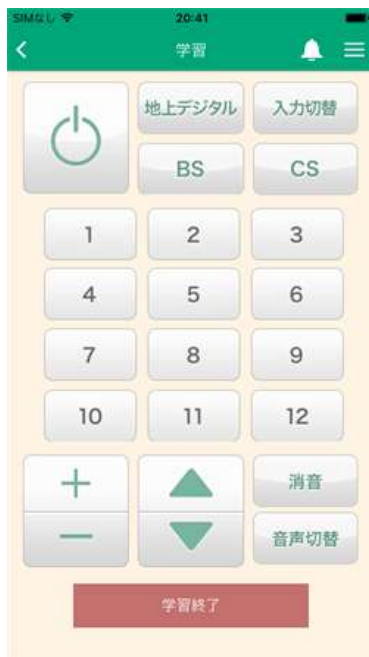 SIMなし 20:41
学習
地上デジタル 入力切替
BS CS
1 2 3
4 5 6
7 8 9
10 11 12
+ 消音
− 音声切替
学習終了